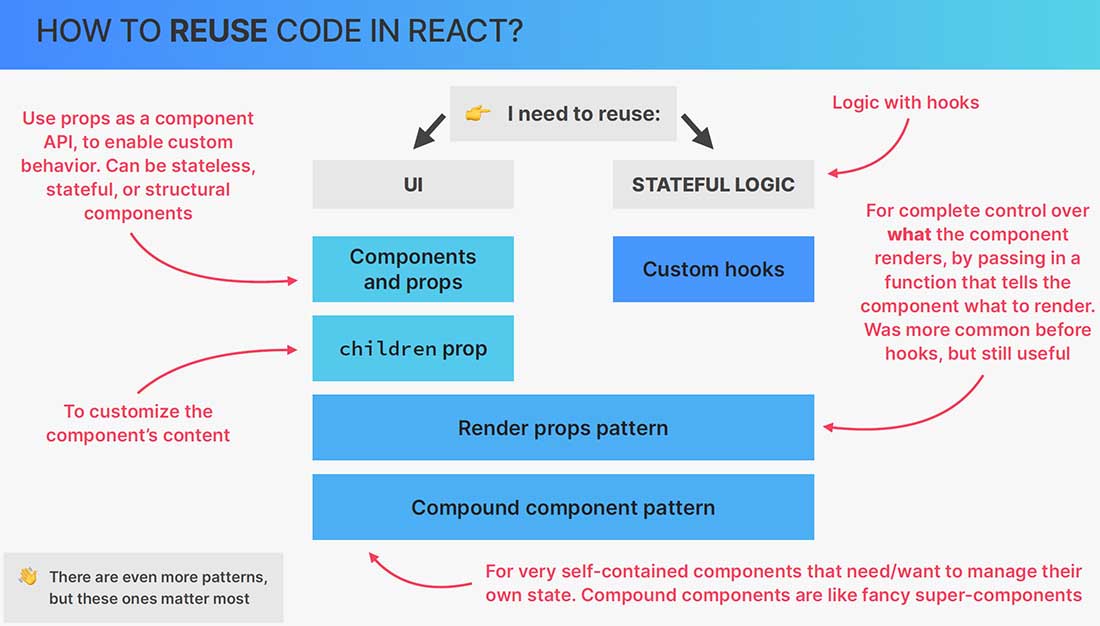 HOW TO REUSE CODE IN REACT?
Use props as a component
API, to enable custom
behavior. Can be stateless,
stateful, or structural
components
👉 I need to reuse:
Logic with hooks
UI
STATEFUL LOGIC
For complete control over
what the component
renders, by passing in a
function that tells the
component what to render.
Was more common before
hooks, but still useful
Components
and props
Custom hooks
children prop
To customize the
component’s content
Render props pattern
Compound component pattern
👋 There are even more patterns,
but these ones matter most
For very self-contained components that need/want to manage their
own state. Compound components are like fancy super-components